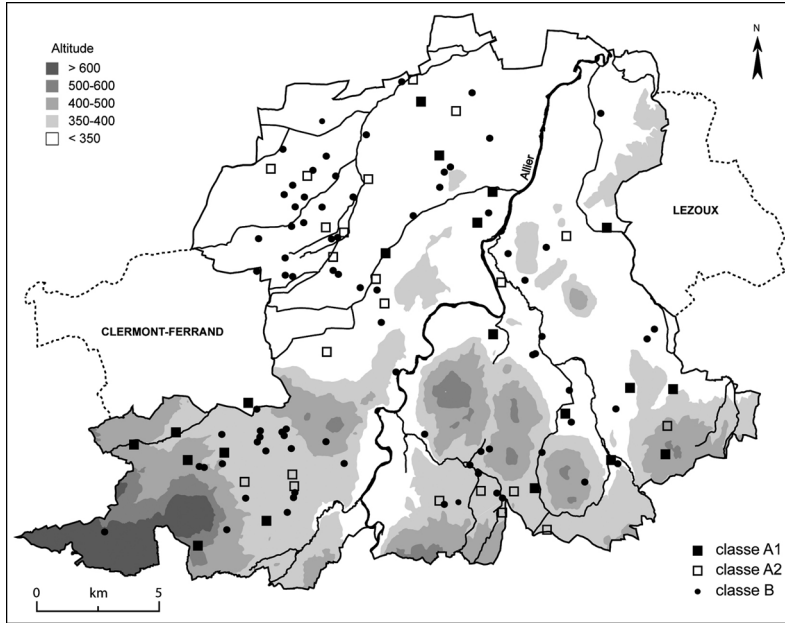 Altitude
> 600
500-600
400-500
350-400
< 350
N
Allier
LEZOUX
CLERMONT-FERRAND
classe A1
classe A2
classe B
0 km 5